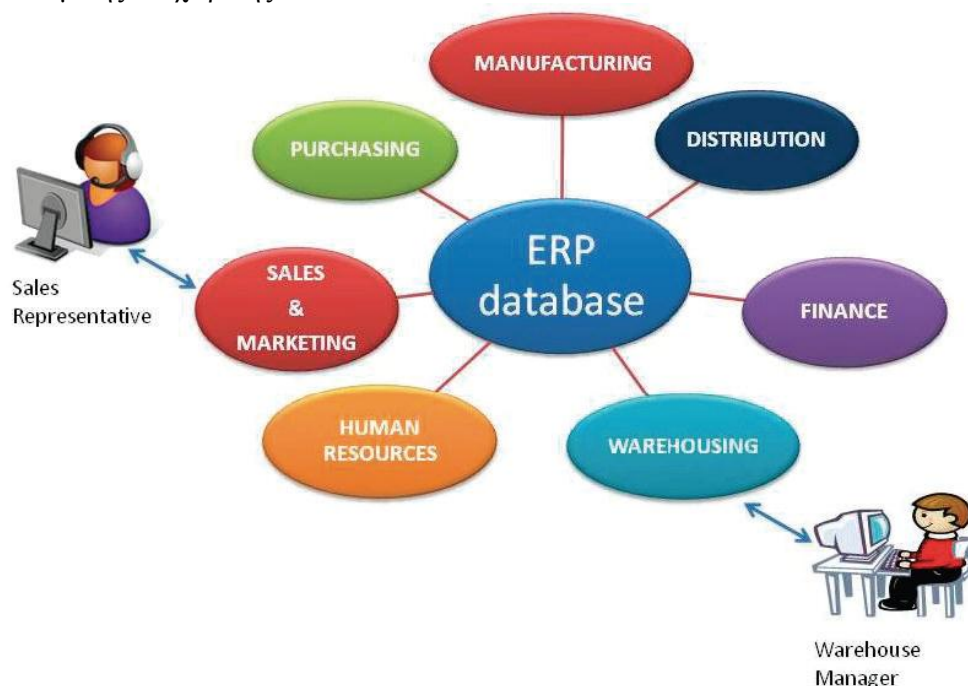 MANUFACTURING
PURCHASING
DISTRIBUTION
ERP
database
SALES
&
MARKETING
FINANCE
Sales
Representative
HUMAN
RESOURCES
WAREHOUSING
Warehouse
Manager